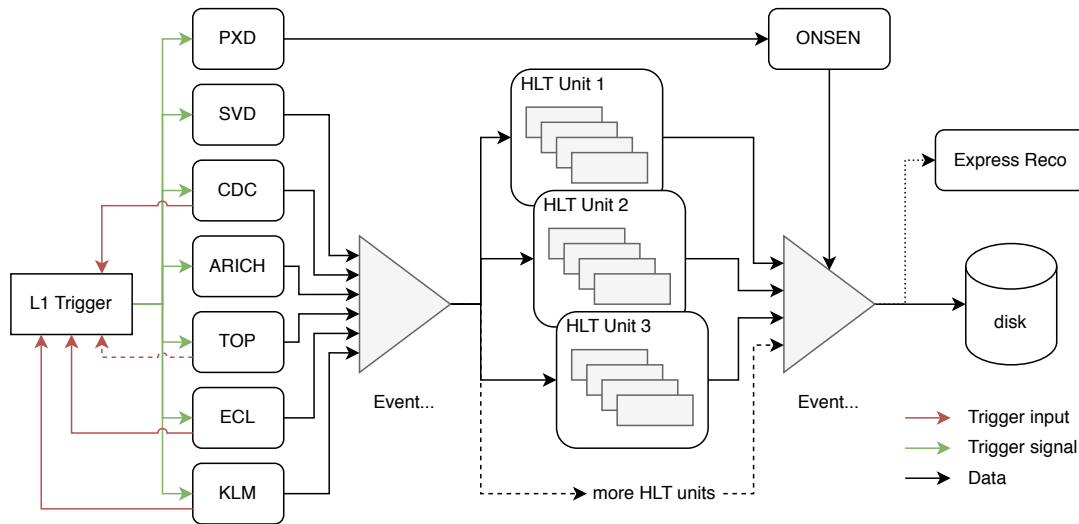 PXD
ONSEN
SVD
HLT Unit 1
CDC
Express Reco
HLT Unit 2
ARICH
L1 Trigger
TOP
HLT Unit 3
disk
ECL
Event...
Event...
Trigger input
Trigger signal
KLM
more HLT units
Data